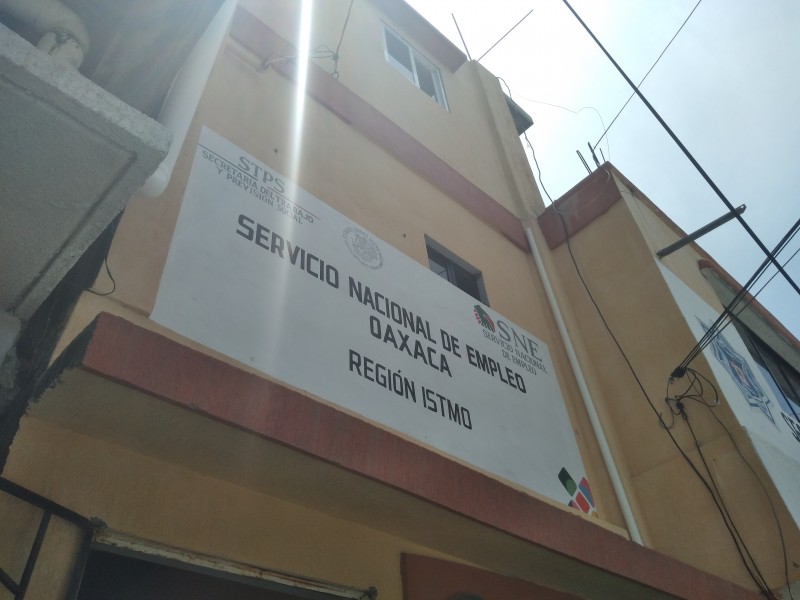 STPS
SECRETARÍA DEL TRABAJO
Y PREVISIÓN SOCIAL
SERVICIO NACIONAL DE EMPLEO
OAXACA
REGIÓN ISTMO
SNE
SERVICIO NACIONAL
DE EMPLEO